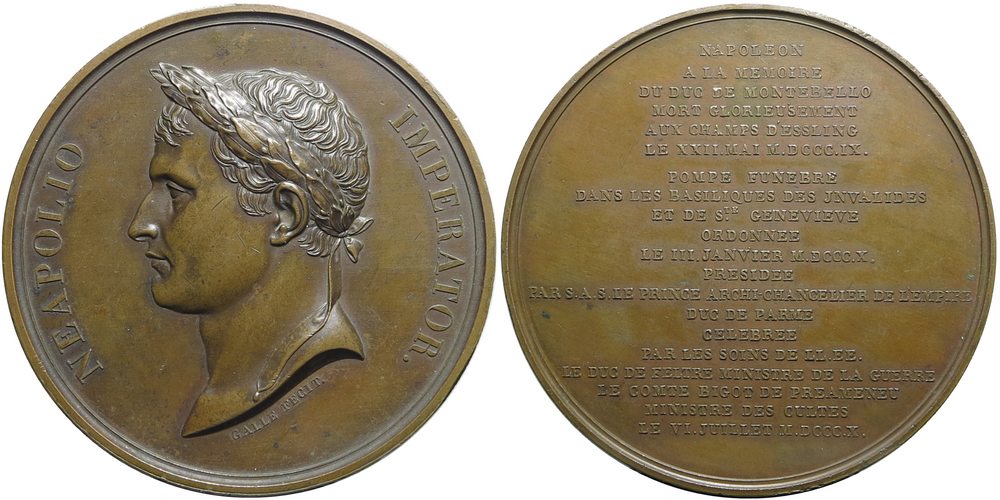 NEAPOLIO
IMPERATOR.
GALLE FECIT.
NAPOLEON
A LA MEMOIRE
DU DUC DE MONTEBELLO
MORT GLORIEUSEMENT
AUX CHAMPS D'ESSLING
LE XXII.MAI M.DCCC.IX.
POMPE FUNEBRE
DANS LES BASILIQUES DES JNVALIDES
ET DE STE GENEVIEVE
ORDONNEE
LE III.JANVIER M.DCCC.X.
PRESIDEE
PAR S.A.S.LE PRINCE ARCHI-CHANCELIER DE L'EMPIRE
DUC DE PARME
CELEBREE
PAR LES SOINS DE LL.EE.
LE DUC DE FELTRE MINISTRE DE LA GUERRE
LE COMTE BIGOT DE PREAMENEU
MINISTRE DES CULTES
LE VI.JUILLET M.DCCC.X.